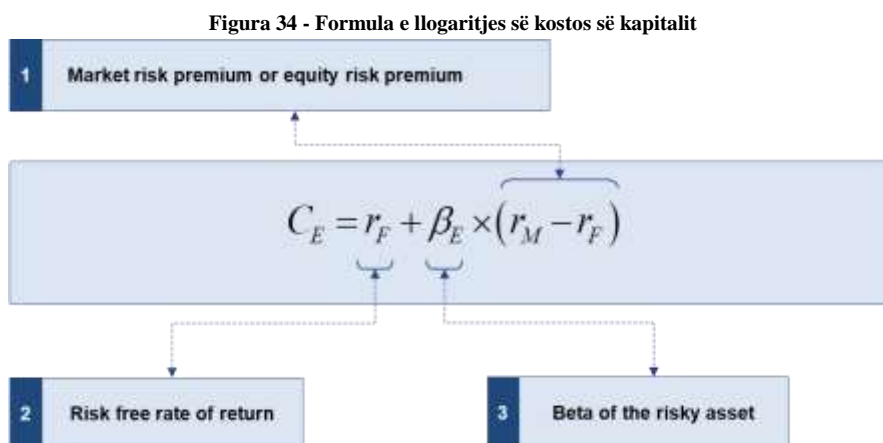 Figura 34 - Formula e llogaritjes së kostos së kapitalit
1 Market risk premium or equity risk premium
C_E = r_F + β_E × (r_M − r_F)
2 Risk free rate of return
3 Beta of the risky asset